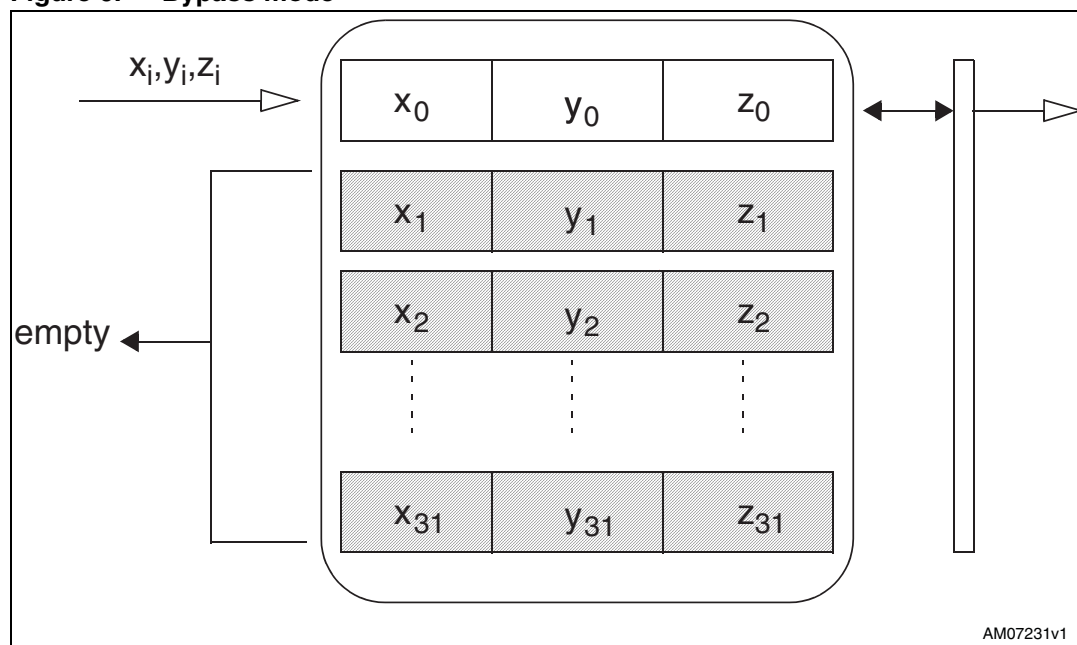 Figure 6. Bypass mode
xᵢ,yᵢ,zᵢ
x₀ y₀ z₀
x₁ y₁ z₁
x₂ y₂ z₂
empty
x₃₁ y₃₁ z₃₁
AM07231v1